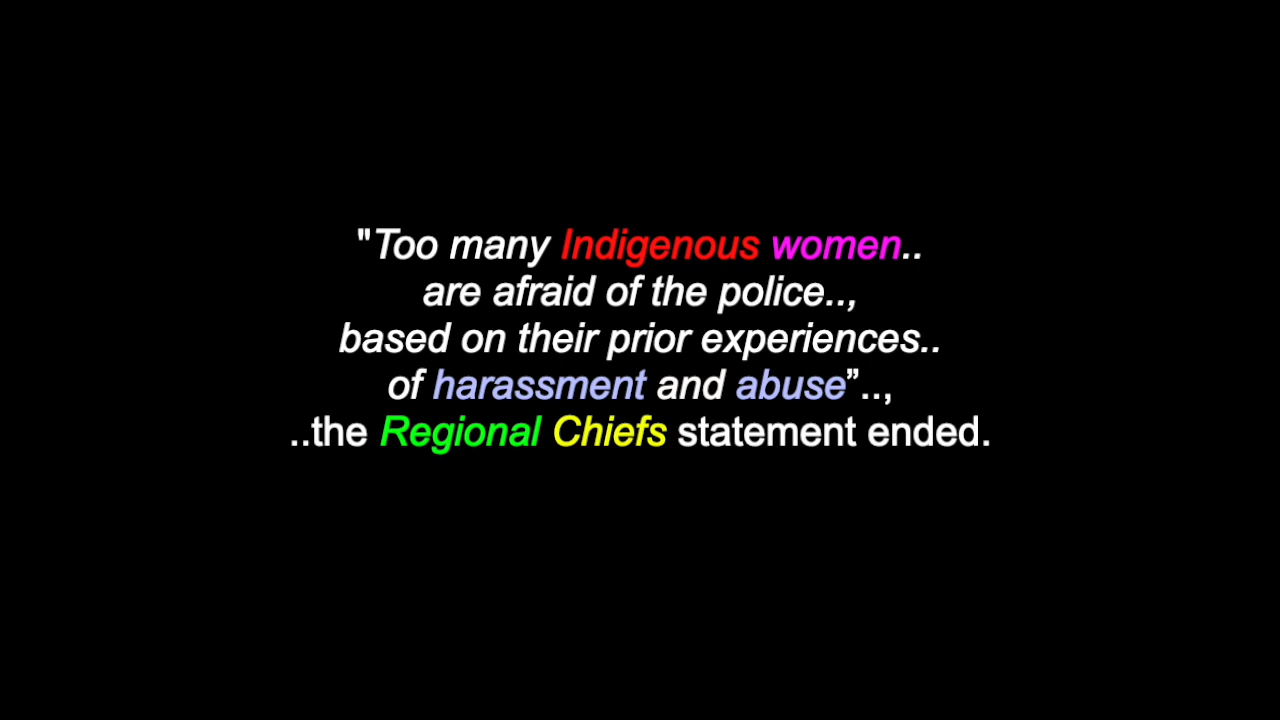 "Too many Indigenous women..
are afraid of the police..,
based on their prior experiences..
of harassment and abuse”..,
..the Regional Chiefs statement ended.